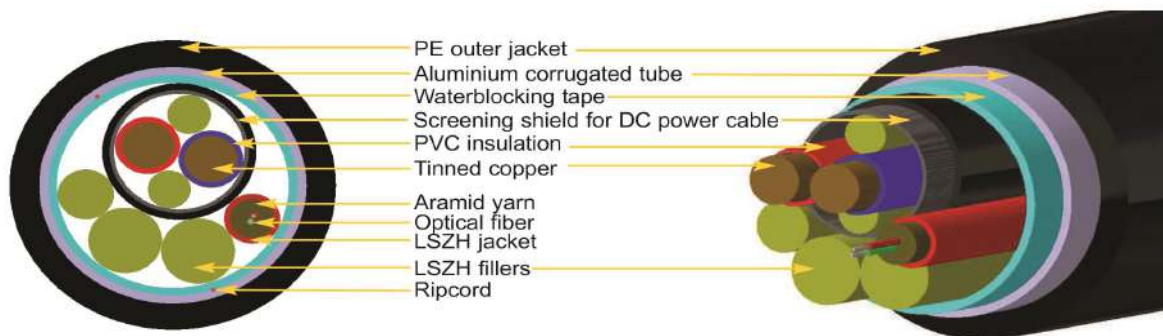 PE outer jacket
Aluminium corrugated tube
Waterblocking tape
Screening shield for DC power cable
PVC insulation
Tinned copper
Aramid yarn
Optical fiber
LSZH jacket
LSZH fillers
Ripcord